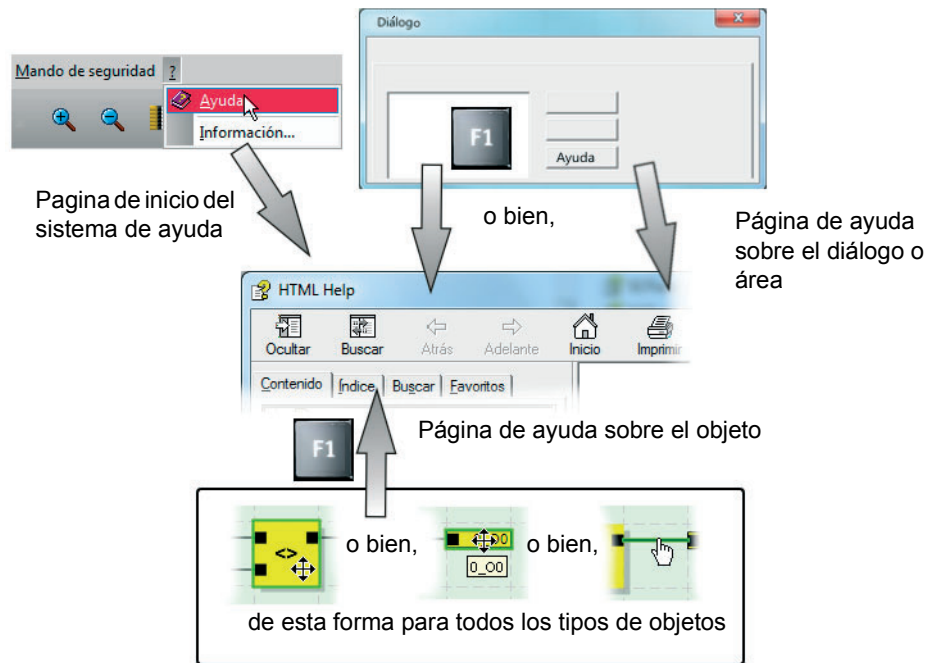 Diálogo
Mando de seguridad ?
Ayuda
Información...
F1
Ayuda
Pagina de inicio del
sistema de ayuda
o bien,
Página de ayuda
sobre el diálogo o
área
HTML Help
Ocultar Buscar Atrás Adelante Inicio Imprimir
Contenido Índice Buscar Favoritos
F1
Página de ayuda sobre el objeto
<> o bien, o bien,
0_O0
de esta forma para todos los tipos de objetos